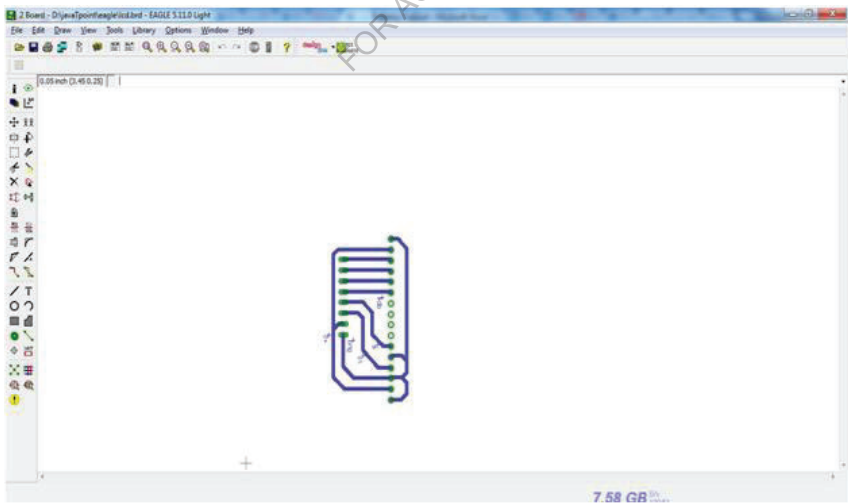 2 Board - D:\javaTpoint\eagle\lcd.brd - EAGLE 5.11.0 Light
File Edit Draw View Tools Library Options Window Help
FOR A
0.05 inch (3.45 0.25)
7.58 GB